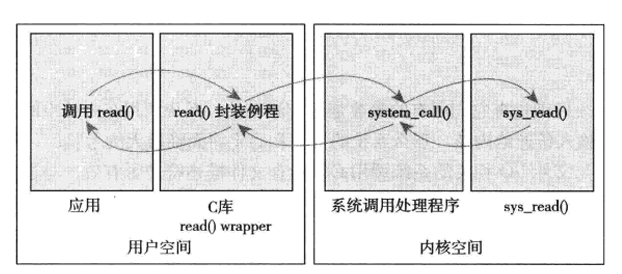 调用 read()
read() 封装例程
system_call()
sys_read()
应用
C库
read() wrapper
系统调用处理程序
sys_read()
用户空间
内核空间